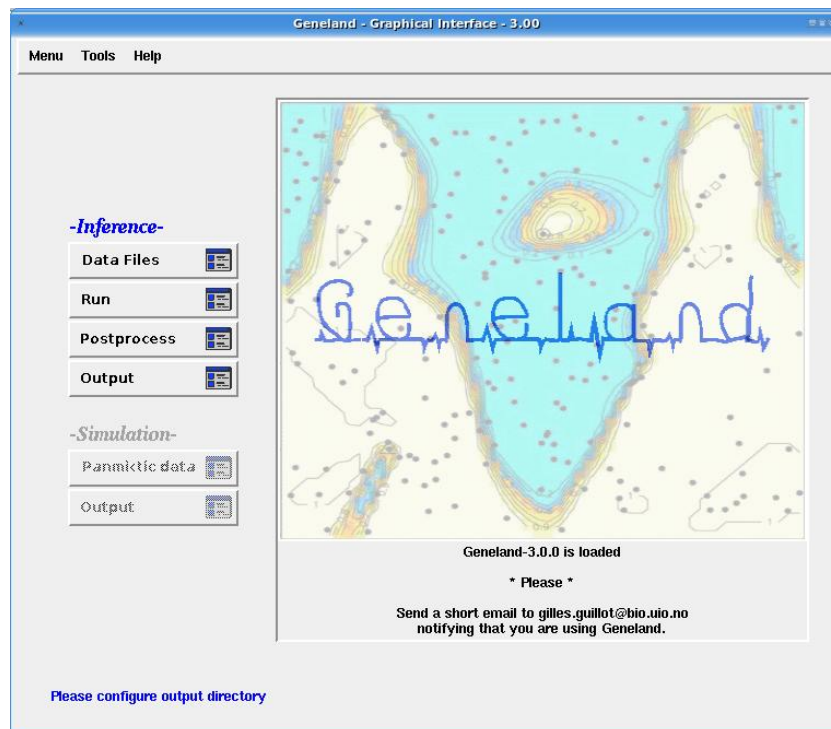 Geneland - Graphical Interface - 3.00
Menu Tools Help
-Inference-
Data Files
Run
Postprocess
Output
-Simulation-
Panmictic data
Output
Geneland
Geneland-3.0.0 is loaded
* Please *
Send a short email to gilles.guillot@bio.uio.no
notifying that you are using Geneland.
Please configure output directory